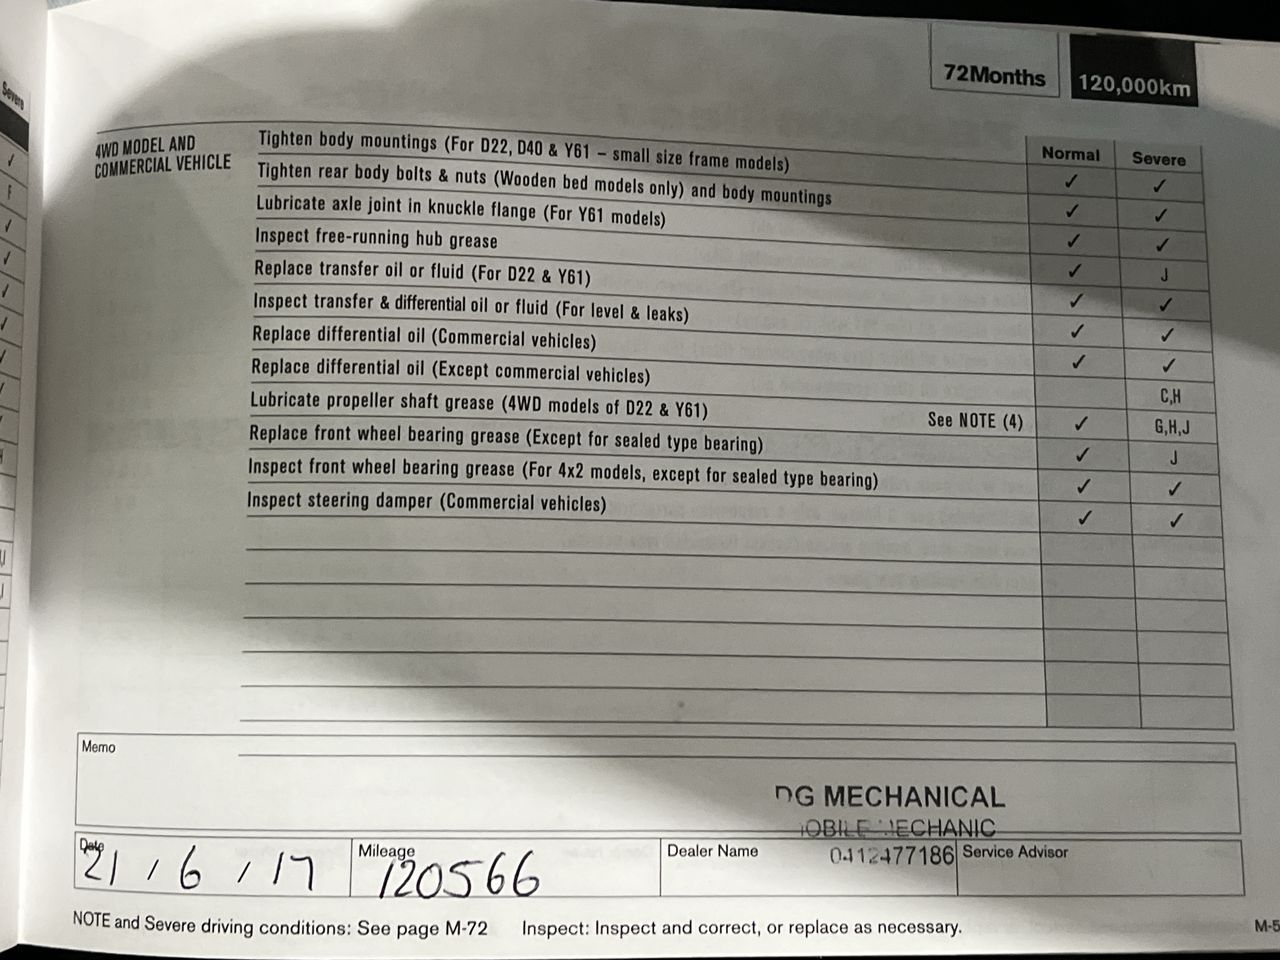 Severe
72Months
120,000km
4WD MODEL AND
COMMERCIAL VEHICLE
Normal Severe
Tighten body mountings (For D22, D40 & Y61 – small size frame models) ✓ ✓
Tighten rear body bolts & nuts (Wooden bed models only) and body mountings ✓ ✓
Lubricate axle joint in knuckle flange (For Y61 models) ✓ ✓
Inspect free-running hub grease ✓ J
Replace transfer oil or fluid (For D22 & Y61) ✓ ✓
Inspect transfer & differential oil or fluid (For level & leaks) ✓ ✓
Replace differential oil (Commercial vehicles) ✓ ✓
Replace differential oil (Except commercial vehicles) C,H
Lubricate propeller shaft grease (4WD models of D22 & Y61) See NOTE (4) ✓ G,H,J
Replace front wheel bearing grease (Except for sealed type bearing) ✓ J
Inspect front wheel bearing grease (For 4x2 models, except for sealed type bearing) ✓ ✓
Inspect steering damper (Commercial vehicles) ✓ ✓
Memo
DG MECHANICAL
MOBILE MECHANIC
0412477186
Date 21 / 6 / 17
Mileage 120566
Dealer Name
Service Advisor
NOTE and Severe driving conditions: See page M-72 Inspect: Inspect and correct, or replace as necessary.
M-5